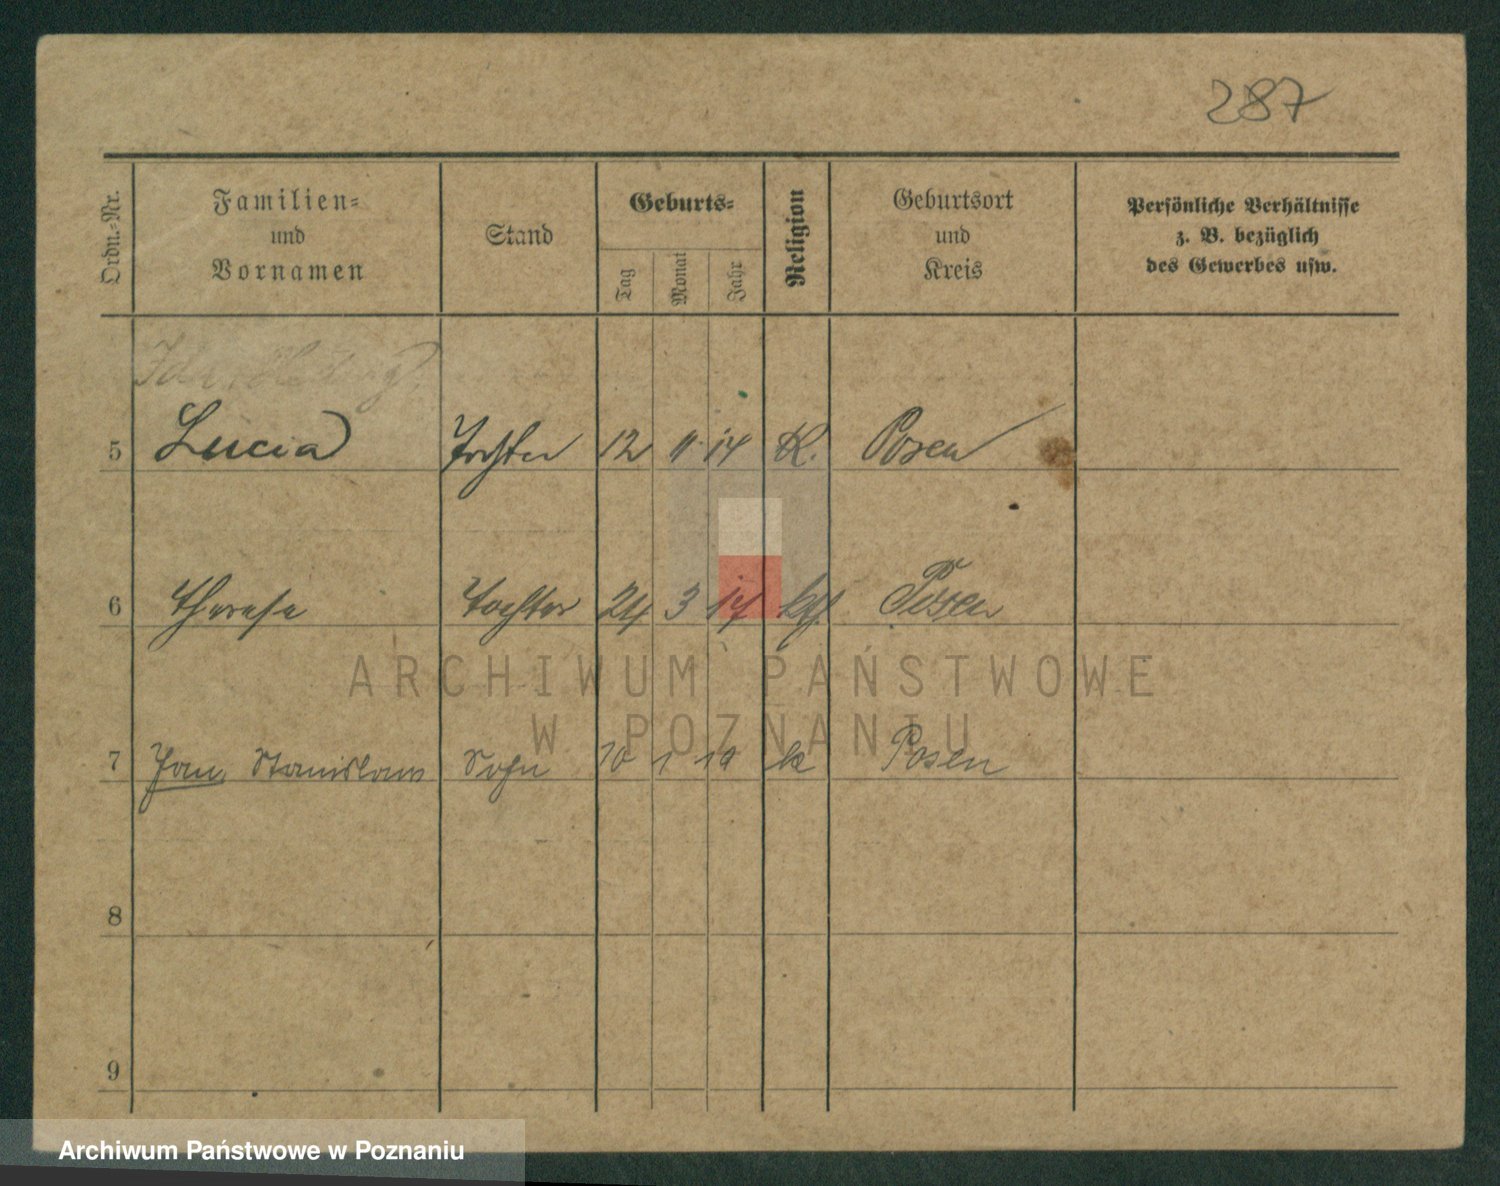 287
Ordn.-Nr.
Familien-
und
Vornamen
Stand
Geburts-
Tag
Monat
Jahr
Religion
Geburtsort
und
Kreis
Persönliche Verhältnisse
z. B. bezüglich
des Gewerbes usw.
5 Lucia Tochter 12 11 14 K. Posen
6 Therese Tochter 24 3 17 kth Posen
ARCHIWUM PAŃSTWOWE
W POZNANIU
7 Jan Stanislaus Sohn 10 1 19 k Posen
8
9
Archiwum Państwowe w Poznaniu